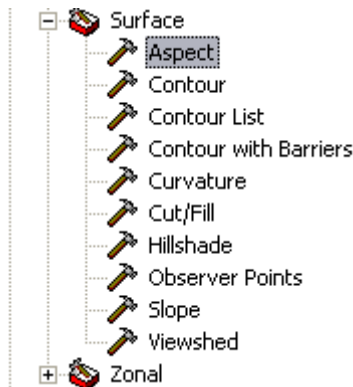 Surface
Aspect
Contour
Contour List
Contour with Barriers
Curvature
Cut/Fill
Hillshade
Observer Points
Slope
Viewshed
Zonal